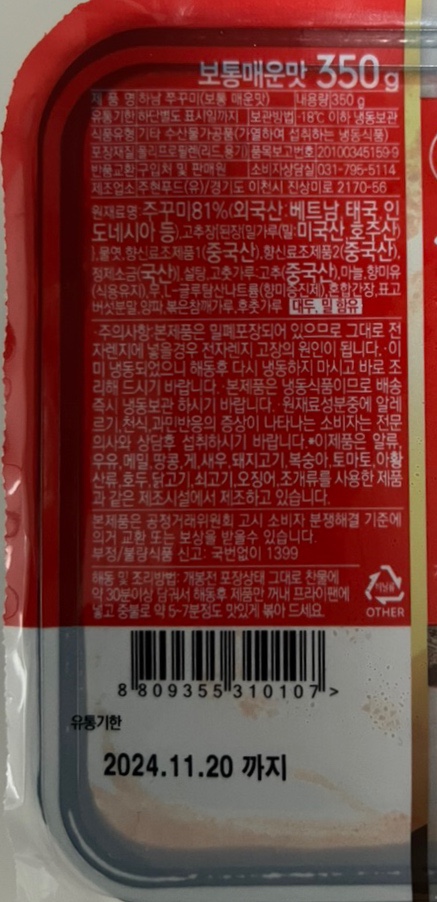 보통매운맛 350g
제 품 명 하남 쭈꾸미(보통 매운맛) 내용량 350 g
유통기한 하단별도 표시일까지 보관방법 -18℃ 이하 냉동보관
식품유형 기타 수산물가공품(가열하여 섭취하는 냉동식품)
포장재질 폴리프로필렌(리드 용기) 품목보고번호 20100345159-9
반품교환 구입처 및 판매원 소비자상담실 031-795-5114
제조업소 주현푸드(유)/경기도 이천시 진상미로 2170-56
원재료명 주꾸미81%(외국산:베트남,태국,인
도네시아 등),고추장[된장{밀가루(밀:미국산,호주산)
},물엿,향신료조제품1(중국산),향신료조제품2(중국산),
정제소금(국산)],설탕,고춧가루:고추(중국산),마늘,향미유
(식용유지),무,L-글루탐산나트륨(향미증진제),혼합간장,표고
버섯분말,양파,볶은참깨가루,후춧가루 대두, 밀 함유
·주의사항:본제품은 밀폐포장되어 있으므로 그대로 전
자렌지에 넣을경우 전자렌지 고장의 원인이 됩니다.·이
미 냉동되었으니 해동후 다시 냉동하지 마시고 바로 조
리해 드시기 바랍니다. ·본제품은 냉동식품이므로 배송
즉시 냉동보관 하시기 바랍니다. ·원재료성분중에 알레
르기,천식,과민반응의 증상이 나타나는 소비자는 전문
의사와 상담후 섭취하시기 바랍니다.*이제품은 알류,
우유,메밀,땅콩,게,새우,돼지고기,복숭아,토마토,아황
산류,호두,닭고기,쇠고기,오징어,조개류를 사용한 제품
과 같은 제조시설에서 제조하고 있습니다.
본제품은 공정거래위원회 고시 소비자 분쟁해결 기준에
의거 교환 또는 보상을 받을수 있습니다.
부정/불량식품 신고: 국번없이 1399
해동 및 조리방법: 개봉전 포장상태 그대로 찬물에
약 30분이상 담궈서 해동후 제품만 꺼내 프라이팬에
넣고 중불로 약 5~7분정도 맛있게 볶아 드세요.
비닐류
OTHER
8 809355 310107 >
유통기한
2024.11.20 까지